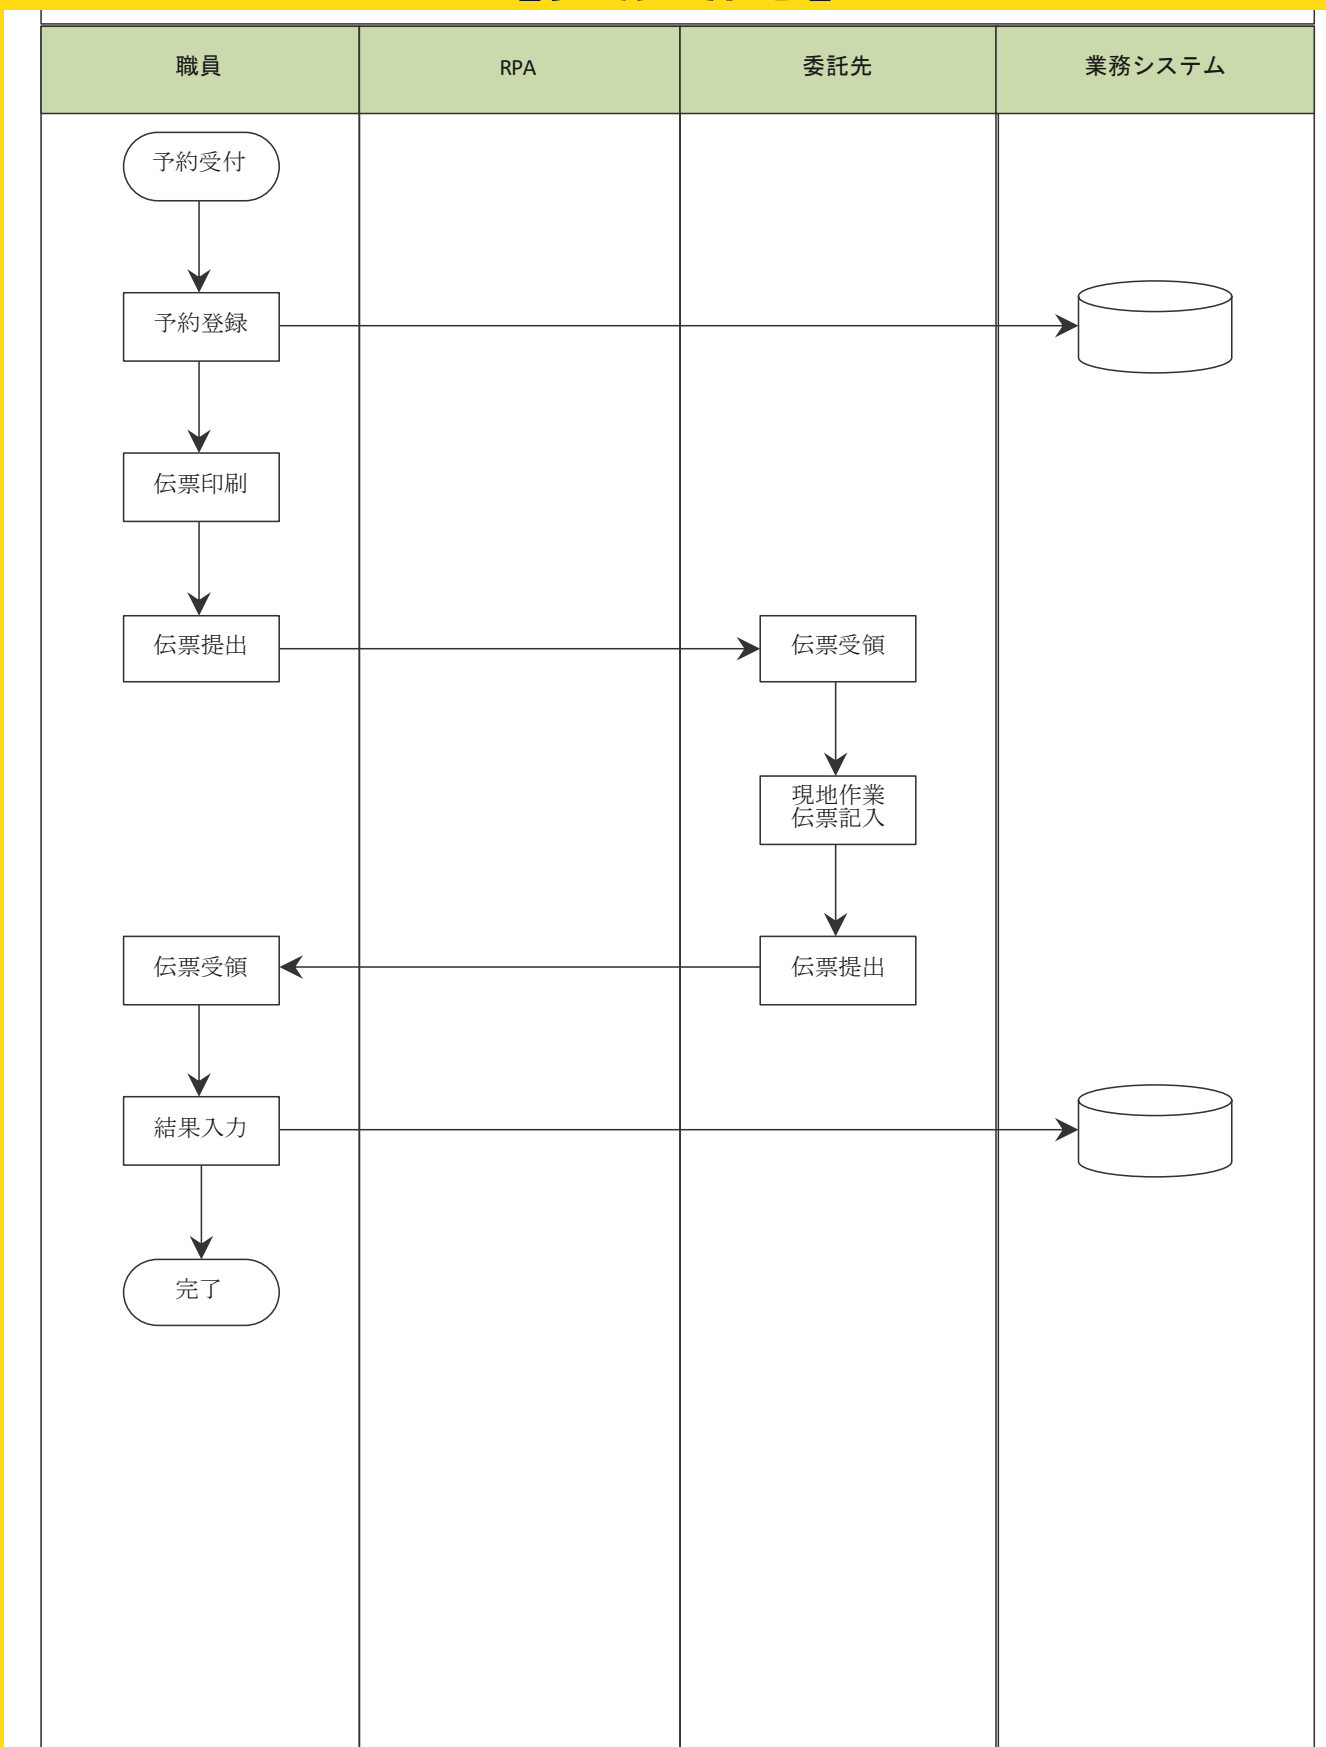 職員
RPA
委託先
業務システム
予約受付
予約登録
伝票印刷
伝票提出
伝票受領
現地作業
伝票記入
伝票受領
伝票提出
結果入力
完了